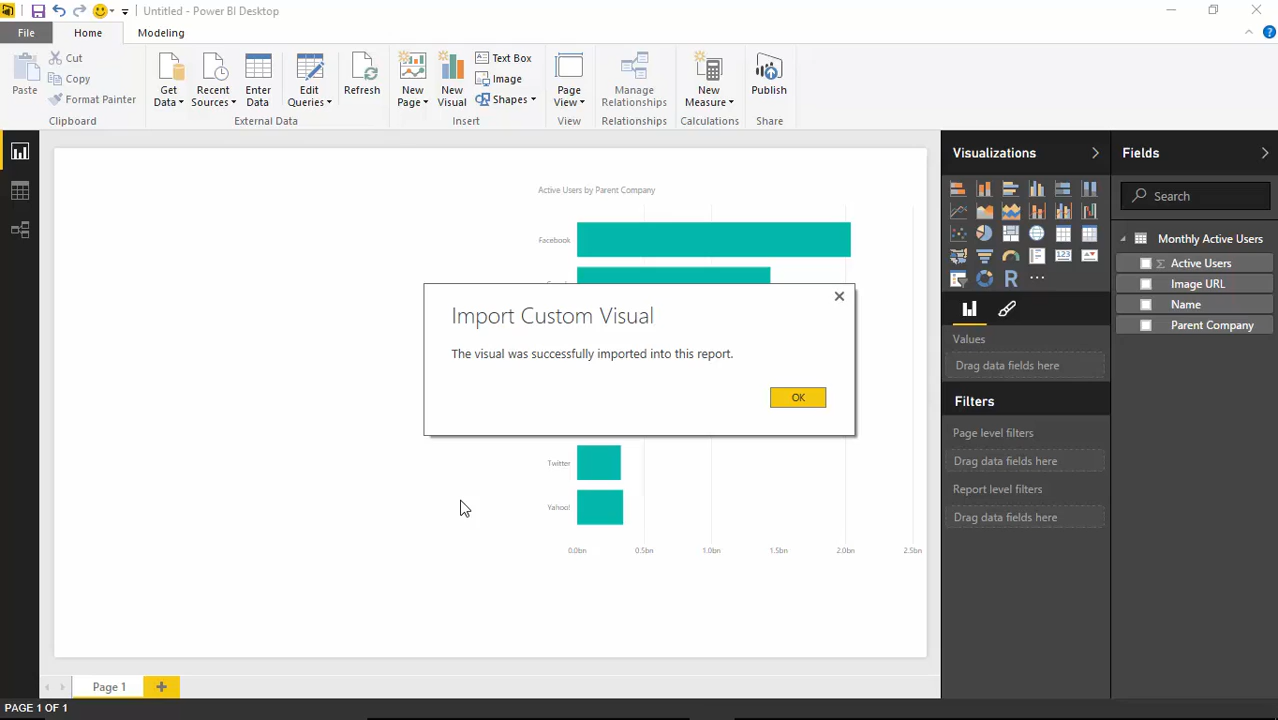 Untitled - Power BI Desktop
File
Home
Modeling
Paste
Cut
Copy
Format Painter
Clipboard
Get
Data
Recent
Sources
Enter
Data
Edit
Queries
Refresh
External Data
New
Page
New
Visual
Text Box
Image
Shapes
Insert
Page
View
View
Manage
Relationships
Relationships
New
Measure
Calculations
Publish
Share
Active Users by Parent Company
Facebook
Import Custom Visual
The visual was successfully imported into this report.
OK
Twitter
Yahoo!
0.0bn 0.5bn 1.0bn 1.5bn 2.0bn 2.5bn
Visualizations
R
123
Values
Drag data fields here
Filters
Page level filters
Drag data fields here
Report level filters
Drag data fields here
Fields
Search
Monthly Active Users
Σ Active Users
Image URL
Name
Parent Company
Page 1
PAGE 1 OF 1